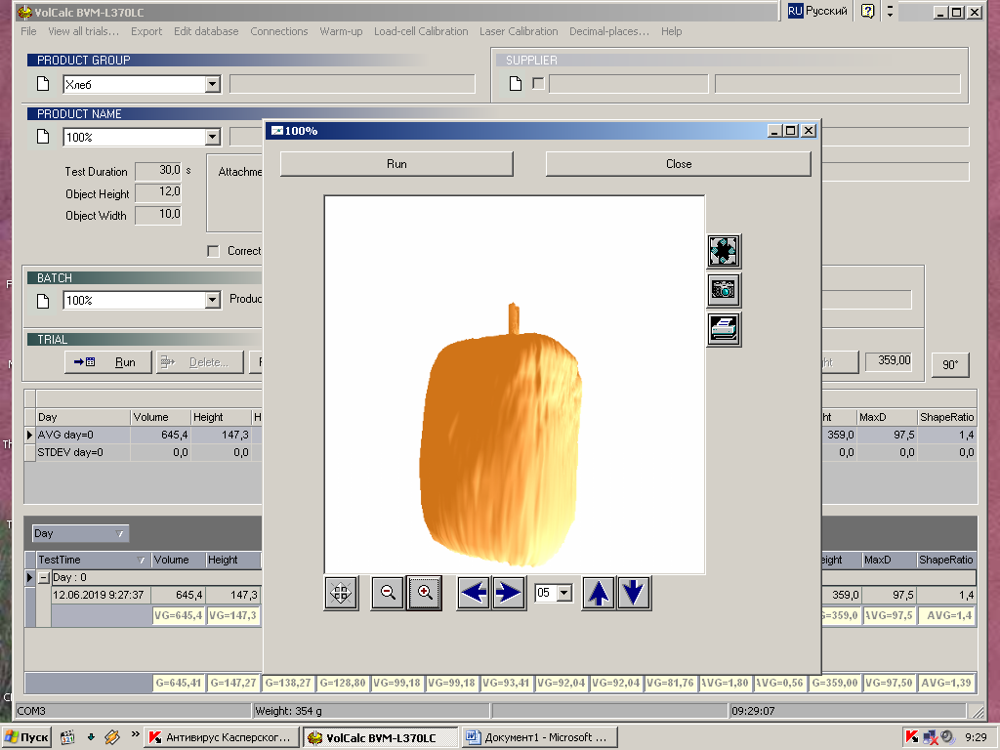 VolCalc BVM-L370LC
RU Русский
File View all trials... Export Edit database Connections Warm-up Load-cell Calibration Laser Calibration Decimal-places... Help
PRODUCT GROUP
SUPPLIER
Хлеб
PRODUCT NAME
100%
100%
Run
Close
Test Duration 30,0 s
Attachme
Object Height 12,0
Object Width 10,0
Correct
BATCH
100%
Produc
TRIAL
Run
Delete...
ht
359,00
90°
Day Volume Height H ht MaxD ShapeRatio
AVG day=0 645,4 147,3 359,0 97,5 1,4
STDEV day=0 0,0 0,0 0,0 0,0 0,0
Day
TestTime Volume Height eight MaxD ShapeRatio
Day : 0
12.06.2019 9:27:37 645,4 147,3 359,0 97,5 1,4
VG=645,4 VG=147,3 G=359,0 AVG=97,5 AVG=1,4
05
G=645,41 G=147,27 G=138,27 G=128,80 VG=99,18 VG=99,18 VG=93,41 VG=92,04 VG=92,04 VG=81,76 AVG=1,80 AVG=0,56 G=359,00 VG=97,50 AVG=1,39
COM3
Weight: 354 g
09:29:07
Пуск
Антивирус Касперског...
VolCalc BVM-L370LC
Документ1 - Microsoft ...
9:29